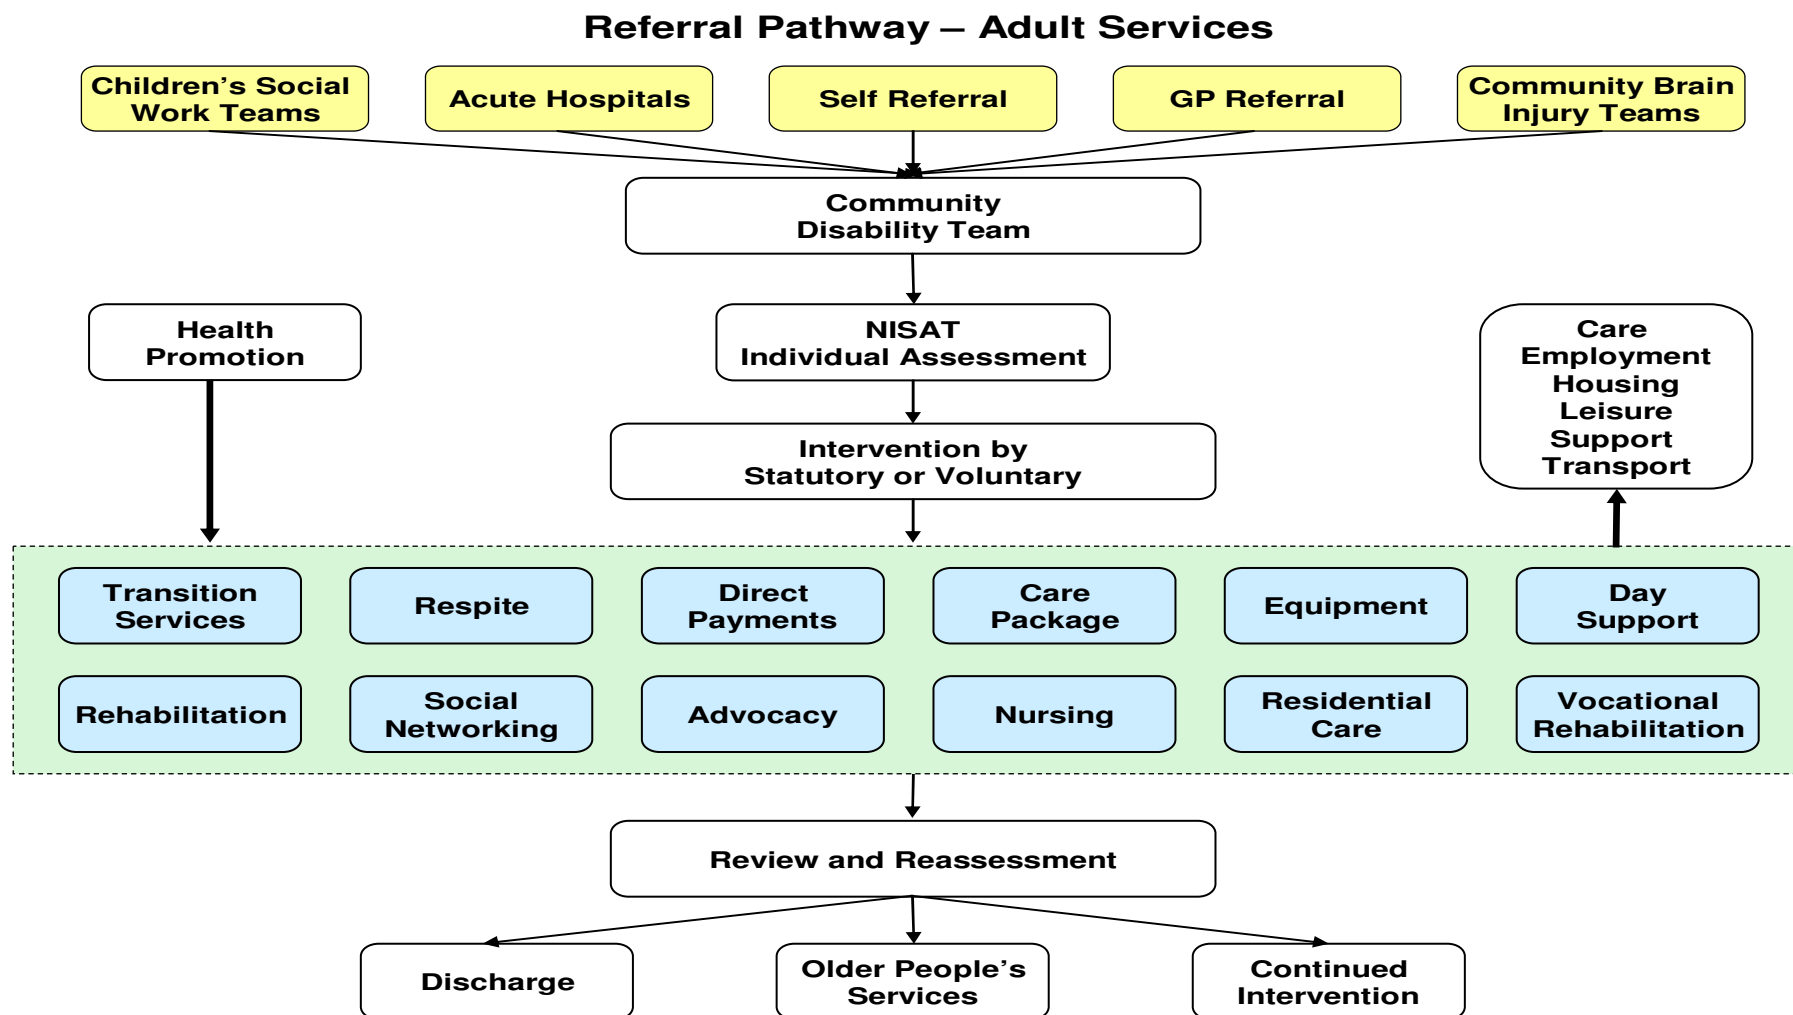 Referral Pathway – Adult Services
Children’s Social
Work Teams
Acute Hospitals
Self Referral
GP Referral
Community Brain
Injury Teams
Community
Disability Team
Health
Promotion
NISAT
Individual Assessment
Care
Employment
Housing
Leisure
Support
Transport
Intervention by
Statutory or Voluntary
Transition
Services
Respite
Direct
Payments
Care
Package
Equipment
Day
Support
Rehabilitation
Social
Networking
Advocacy
Nursing
Residential
Care
Vocational
Rehabilitation
Review and Reassessment
Discharge
Older People’s
Services
Continued
Intervention